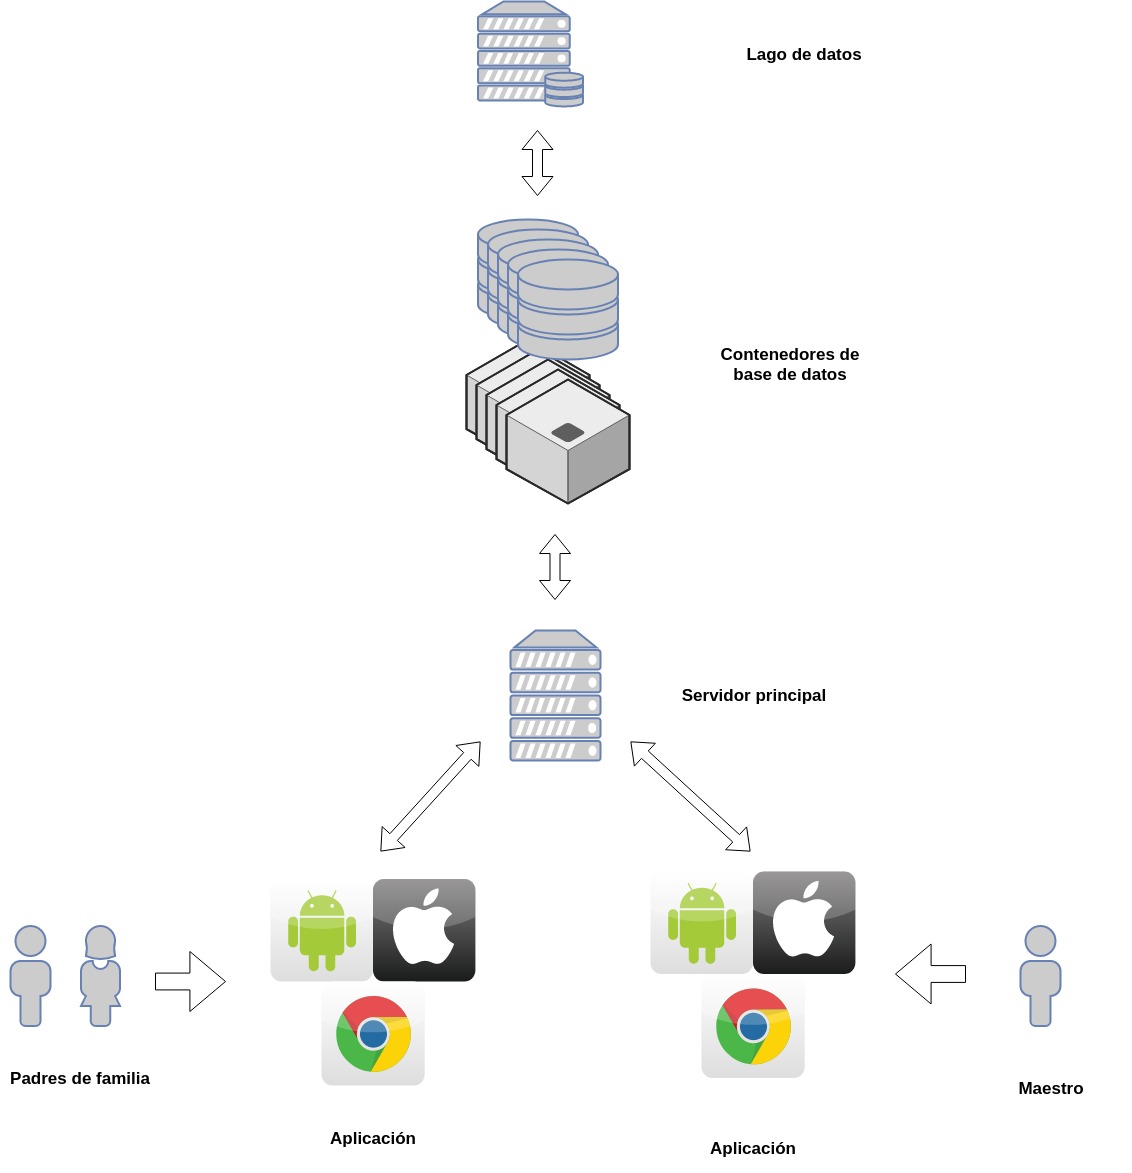 Lago de datos
Contenedores de
base de datos
Servidor principal
Padres de familia
Maestro
Aplicación
Aplicación